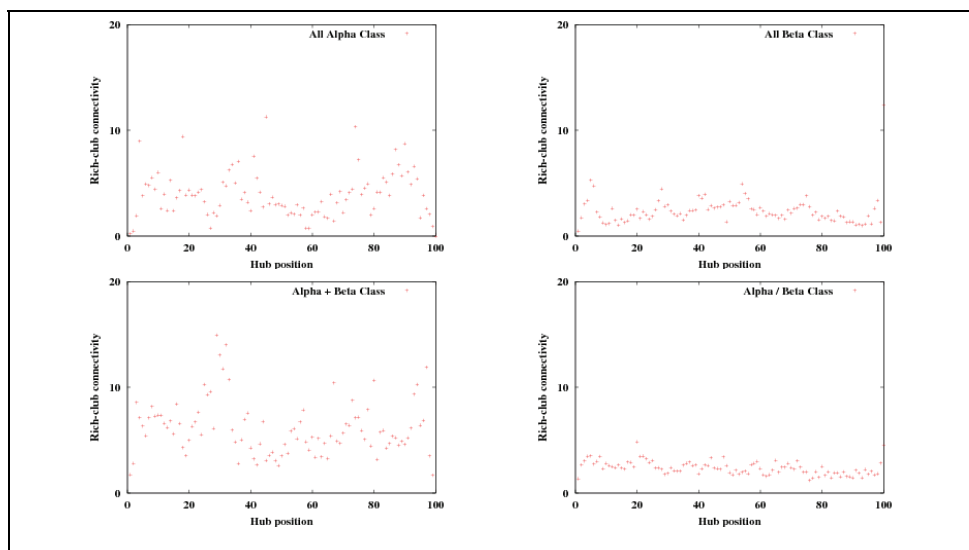 20
All Alpha Class
Rich-club connectivity
10
0
0 20 40 60 80 100
Hub position
20
All Beta Class
Rich-club connectivity
10
0
0 20 40 60 80 100
Hub position
20
Alpha + Beta Class
Rich-club connectivity
10
0
0 20 40 60 80 100
Hub position
20
Alpha / Beta Class
Rich-club connectivity
10
0
0 20 40 60 80 100
Hub position